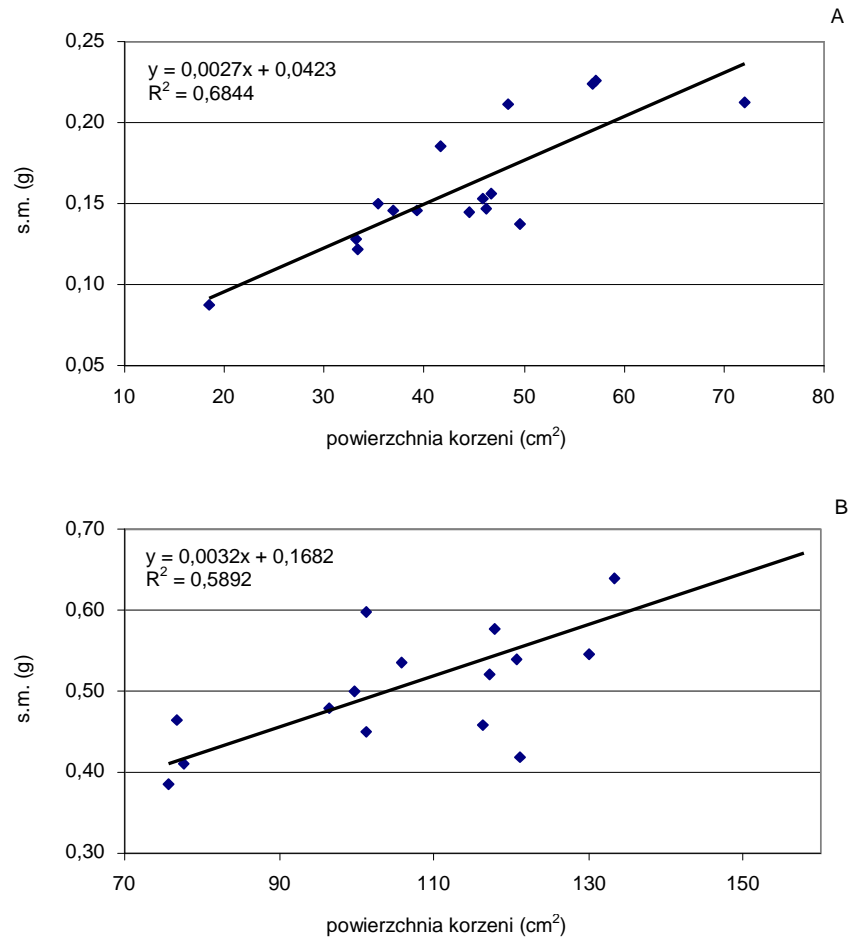 A
0,25
y = 0,0027x + 0,0423
R² = 0,6844
0,20
s.m. (g)
0,15
0,10
0,05
10 20 30 40 50 60 70 80
powierzchnia korzeni (cm²)
B
0,70
y = 0,0032x + 0,1682
R² = 0,5892
0,60
s.m. (g)
0,50
0,40
0,30
70 90 110 130 150
powierzchnia korzeni (cm²)